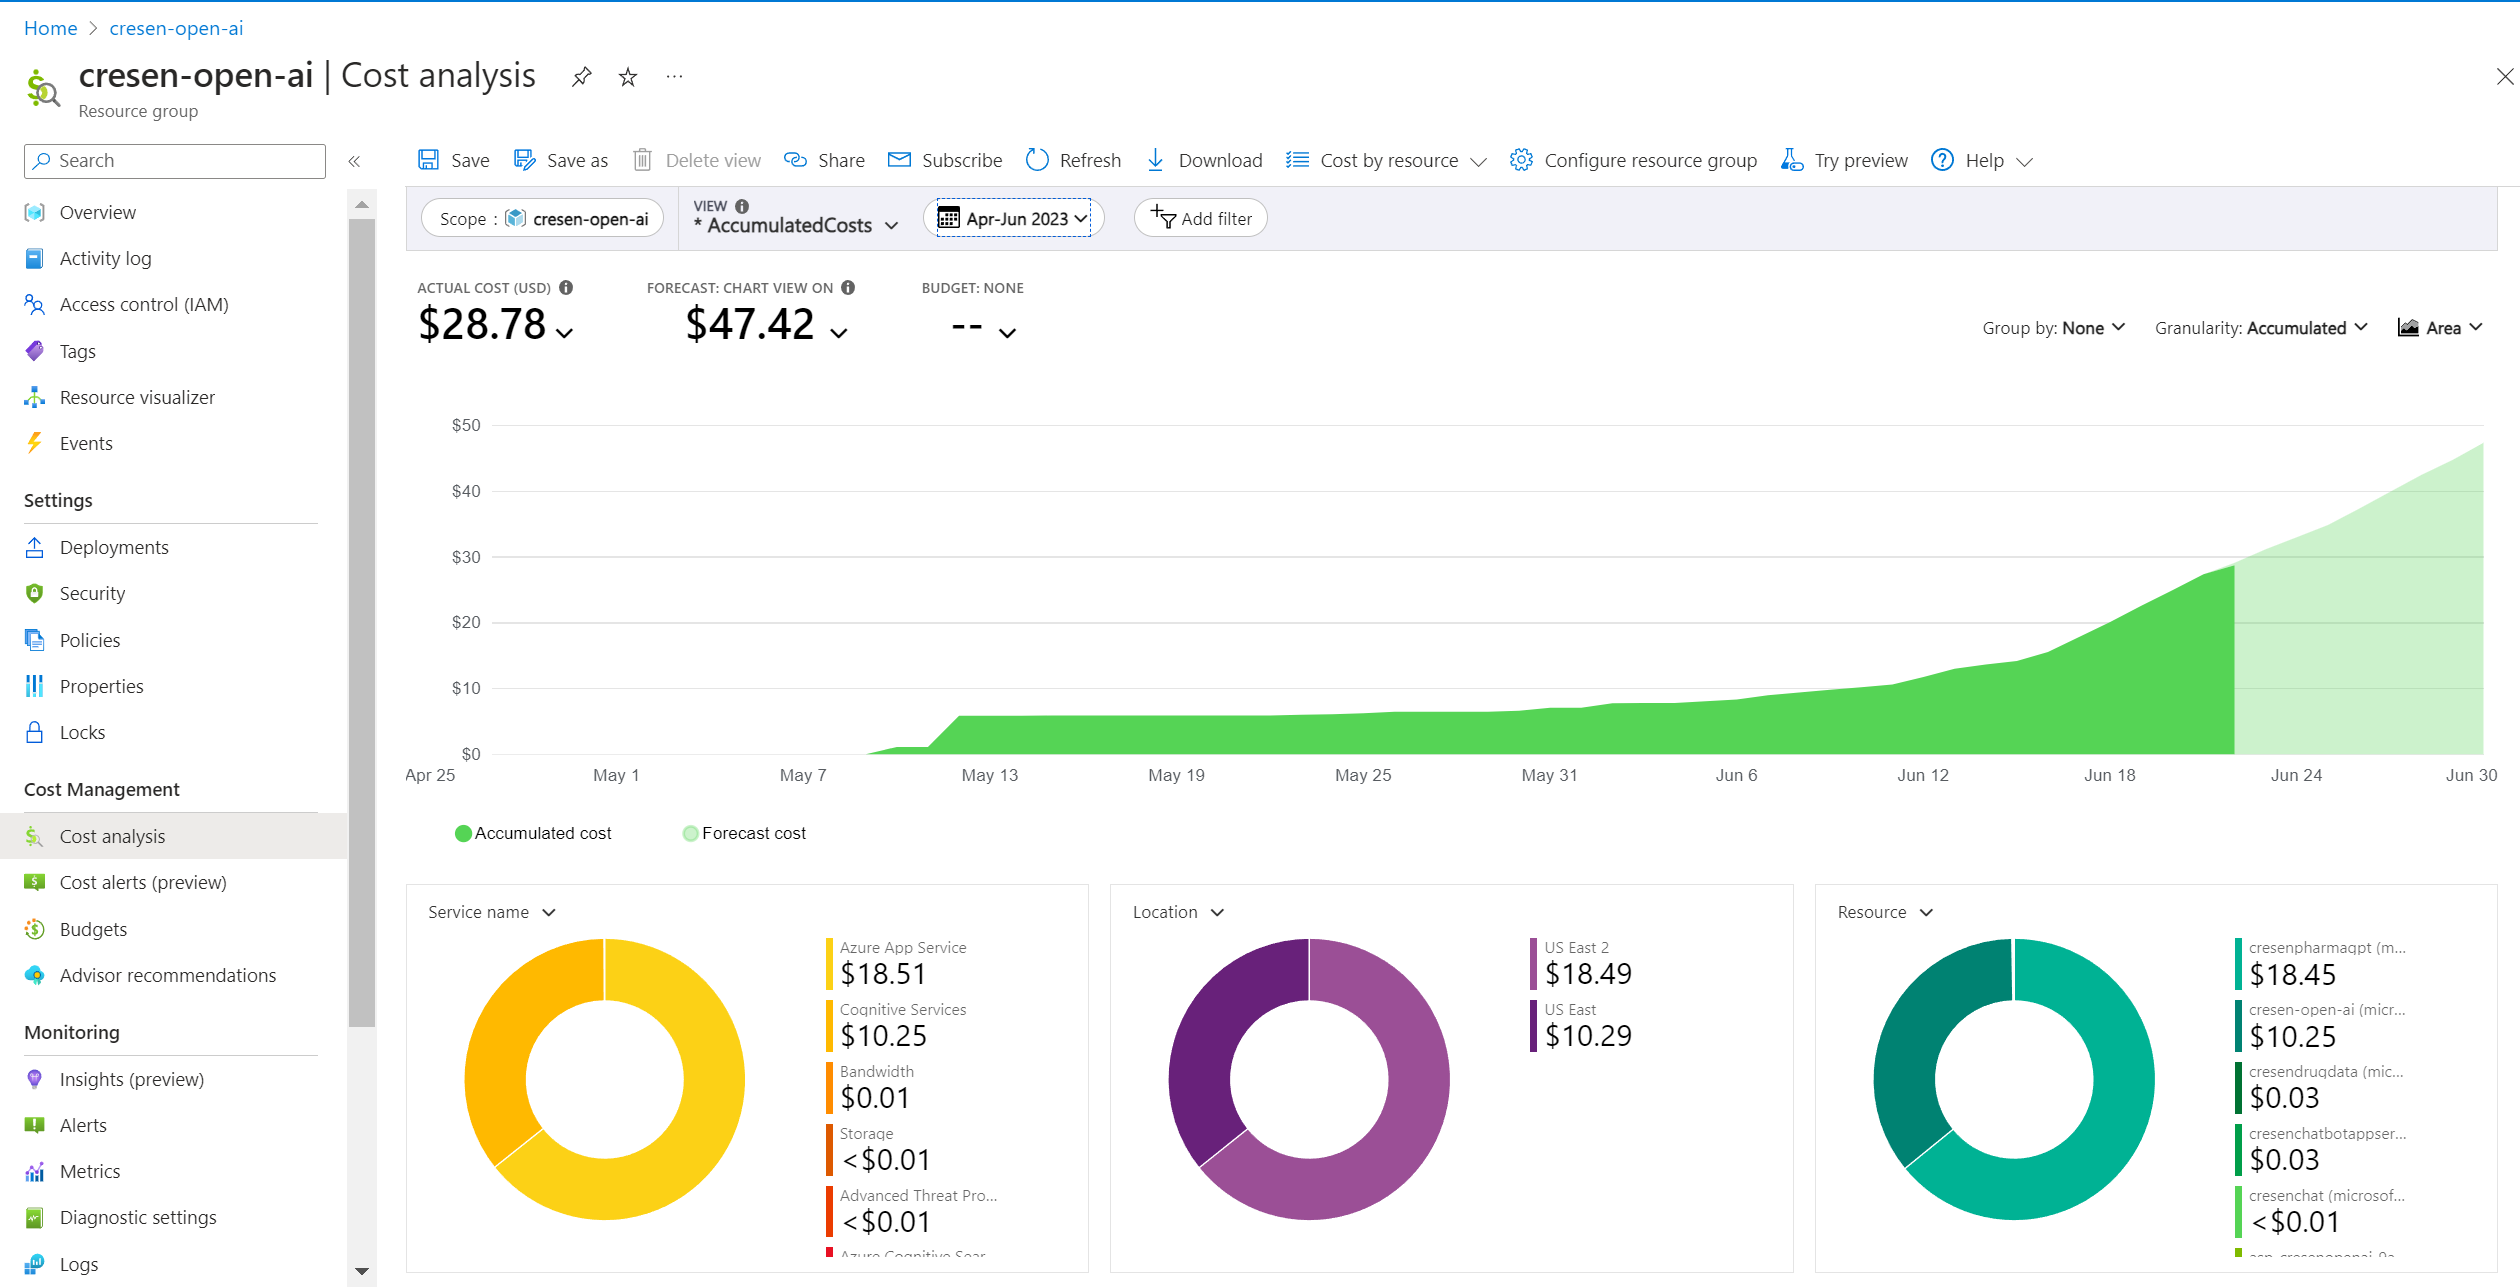 Home > cresen-open-ai
cresen-open-ai | Cost analysis
Resource group
Search
Overview
Activity log
Access control (IAM)
Tags
Resource visualizer
Events
Settings
Deployments
Security
Policies
Properties
Locks
Cost Management
Cost analysis
Cost alerts (preview)
Budgets
Advisor recommendations
Monitoring
Insights (preview)
Alerts
Metrics
Diagnostic settings
Logs
Save Save as Delete view Share Subscribe Refresh Download Cost by resource Configure resource group Try preview Help
Scope : cresen-open-ai
VIEW
* AccumulatedCosts
Apr-Jun 2023
Add filter
ACTUAL COST (USD)
$28.78
FORECAST: CHART VIEW ON
$47.42
BUDGET: NONE
--
Group by: None Granularity: Accumulated Area
$50
$40
$30
$20
$10
$0
Apr 25 May 1 May 7 May 13 May 19 May 25 May 31 Jun 6 Jun 12 Jun 18 Jun 24 Jun 30
Accumulated cost Forecast cost
Service name
Azure App Service
$18.51
Cognitive Services
$10.25
Bandwidth
$0.01
Storage
<$0.01
Advanced Threat Pro...
<$0.01
Azure Cognitive Sear...
Location
US East 2
$18.49
US East
$10.29
Resource
cresenpharmagpt (m...
$18.45
cresen-open-ai (micr...
$10.25
cresendrugdata (mic...
$0.03
cresenchatbotappser...
$0.03
cresenchat (microsof...
<$0.01